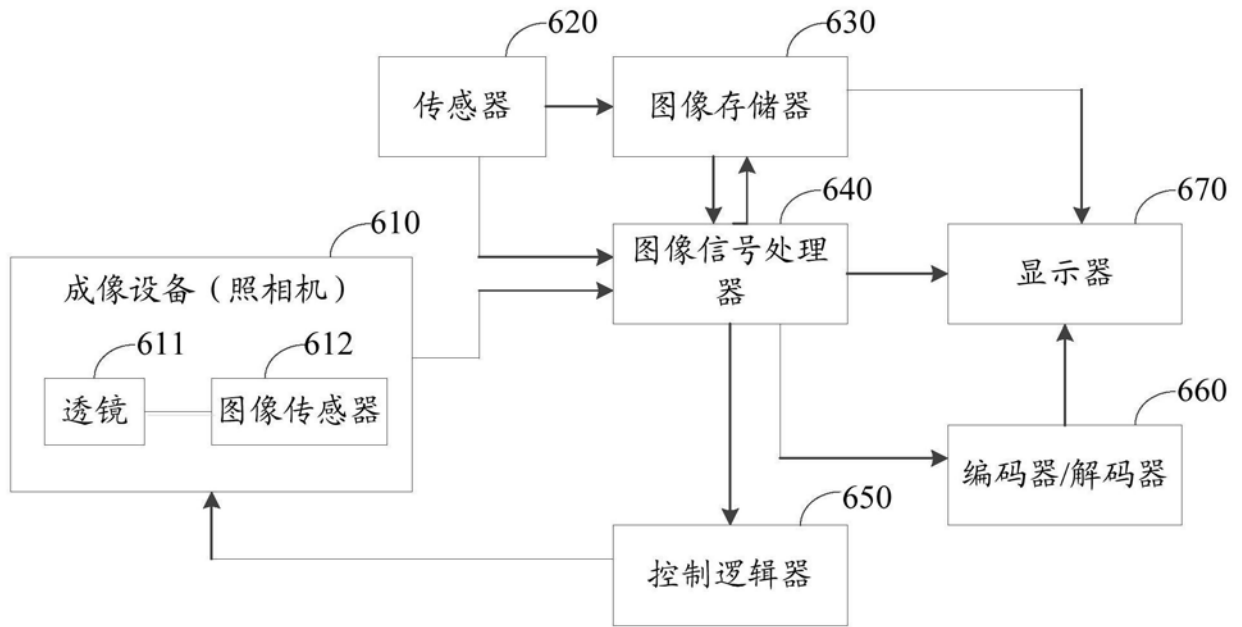 620
630
传感器
图像存储器
640
670
610
图像信号处理
器
显示器
成像设备（照相机）
611
612
660
透镜
图像传感器
编码器/解码器
650
控制逻辑器